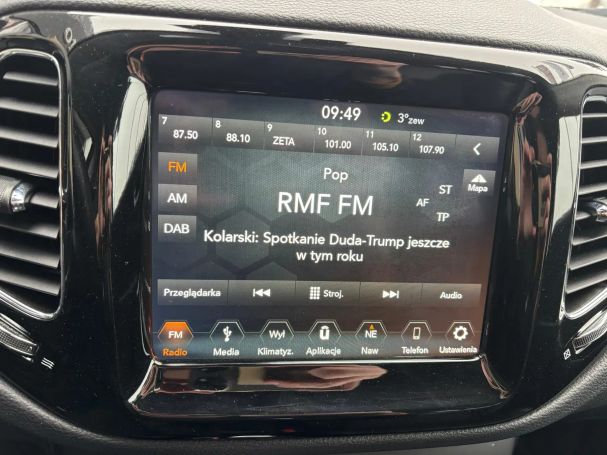 09:49 3°zew
7 8 9 10 11 12
87.50 88.10 ZETA 101.00 105.10 107.90
FM Pop Mapa
AM RMF FM ST AF TP
DAB
Kolarski: Spotkanie Duda-Trump jeszcze
w tym roku
Przeglądarka Stroj. Audio
FM Wył NE
Radio Media Klimatyz. Aplikacje Naw Telefon Ustawienia